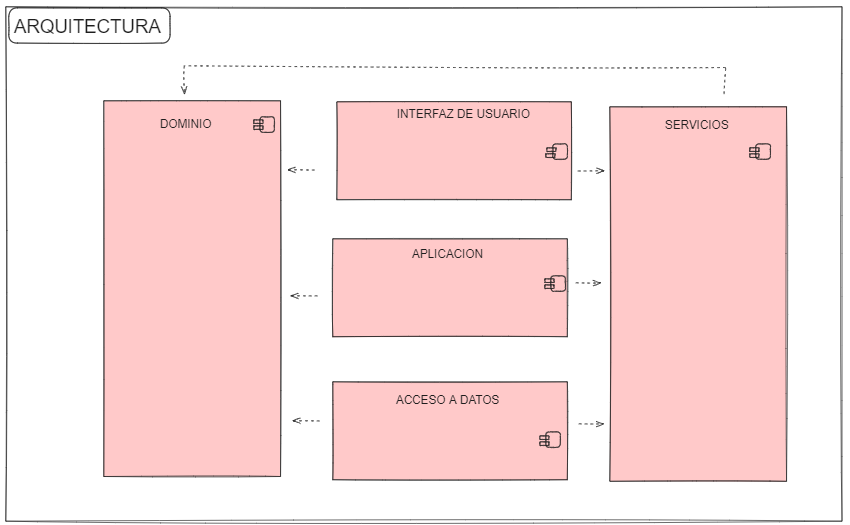 ARQUITECTURA
DOMINIO
INTERFAZ DE USUARIO
SERVICIOS
APLICACION
ACCESO A DATOS